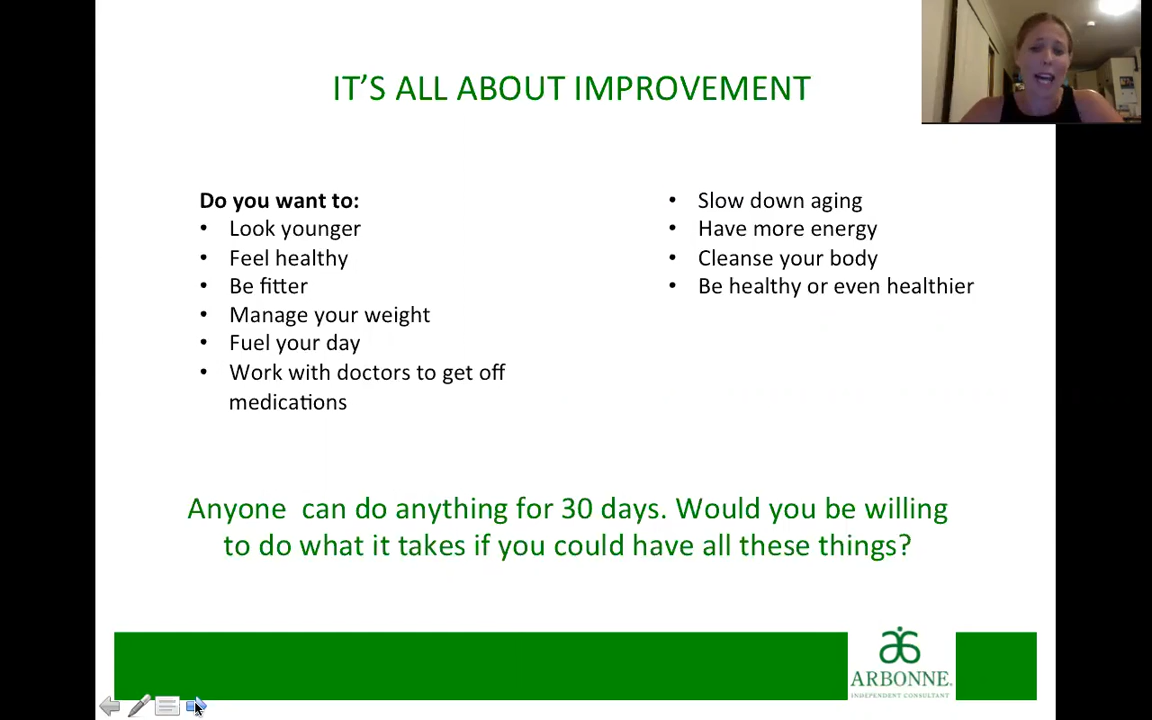 IT’S ALL ABOUT IMPROVEMENT
Do you want to:
• Look younger
• Feel healthy
• Be fitter
• Manage your weight
• Fuel your day
• Work with doctors to get off
medications
• Slow down aging
• Have more energy
• Cleanse your body
• Be healthy or even healthier
Anyone can do anything for 30 days. Would you be willing
to do what it takes if you could have all these things?
ARBONNE.
INDEPENDENT CONSULTANT